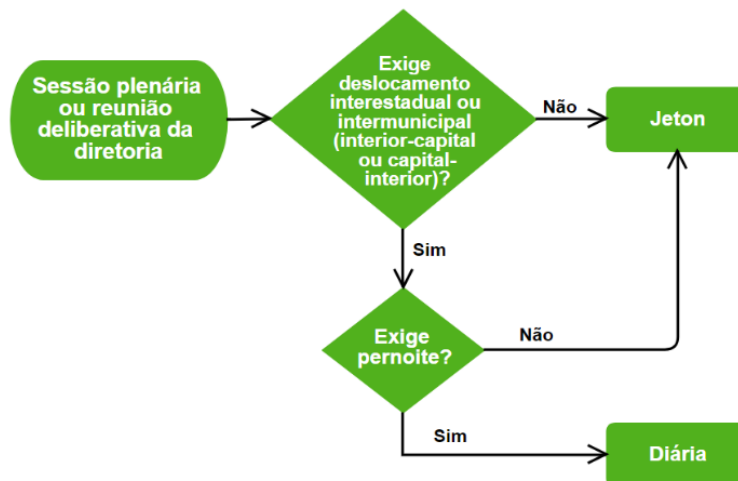 Sessão plenária
ou reunião
deliberativa da
diretoria
Exige
deslocamento
interestadual ou
intermunicipal
(interior-capital
ou capital-
interior)?
Não
Jeton
Sim
Exige
pernoite?
Não
Sim
Diária